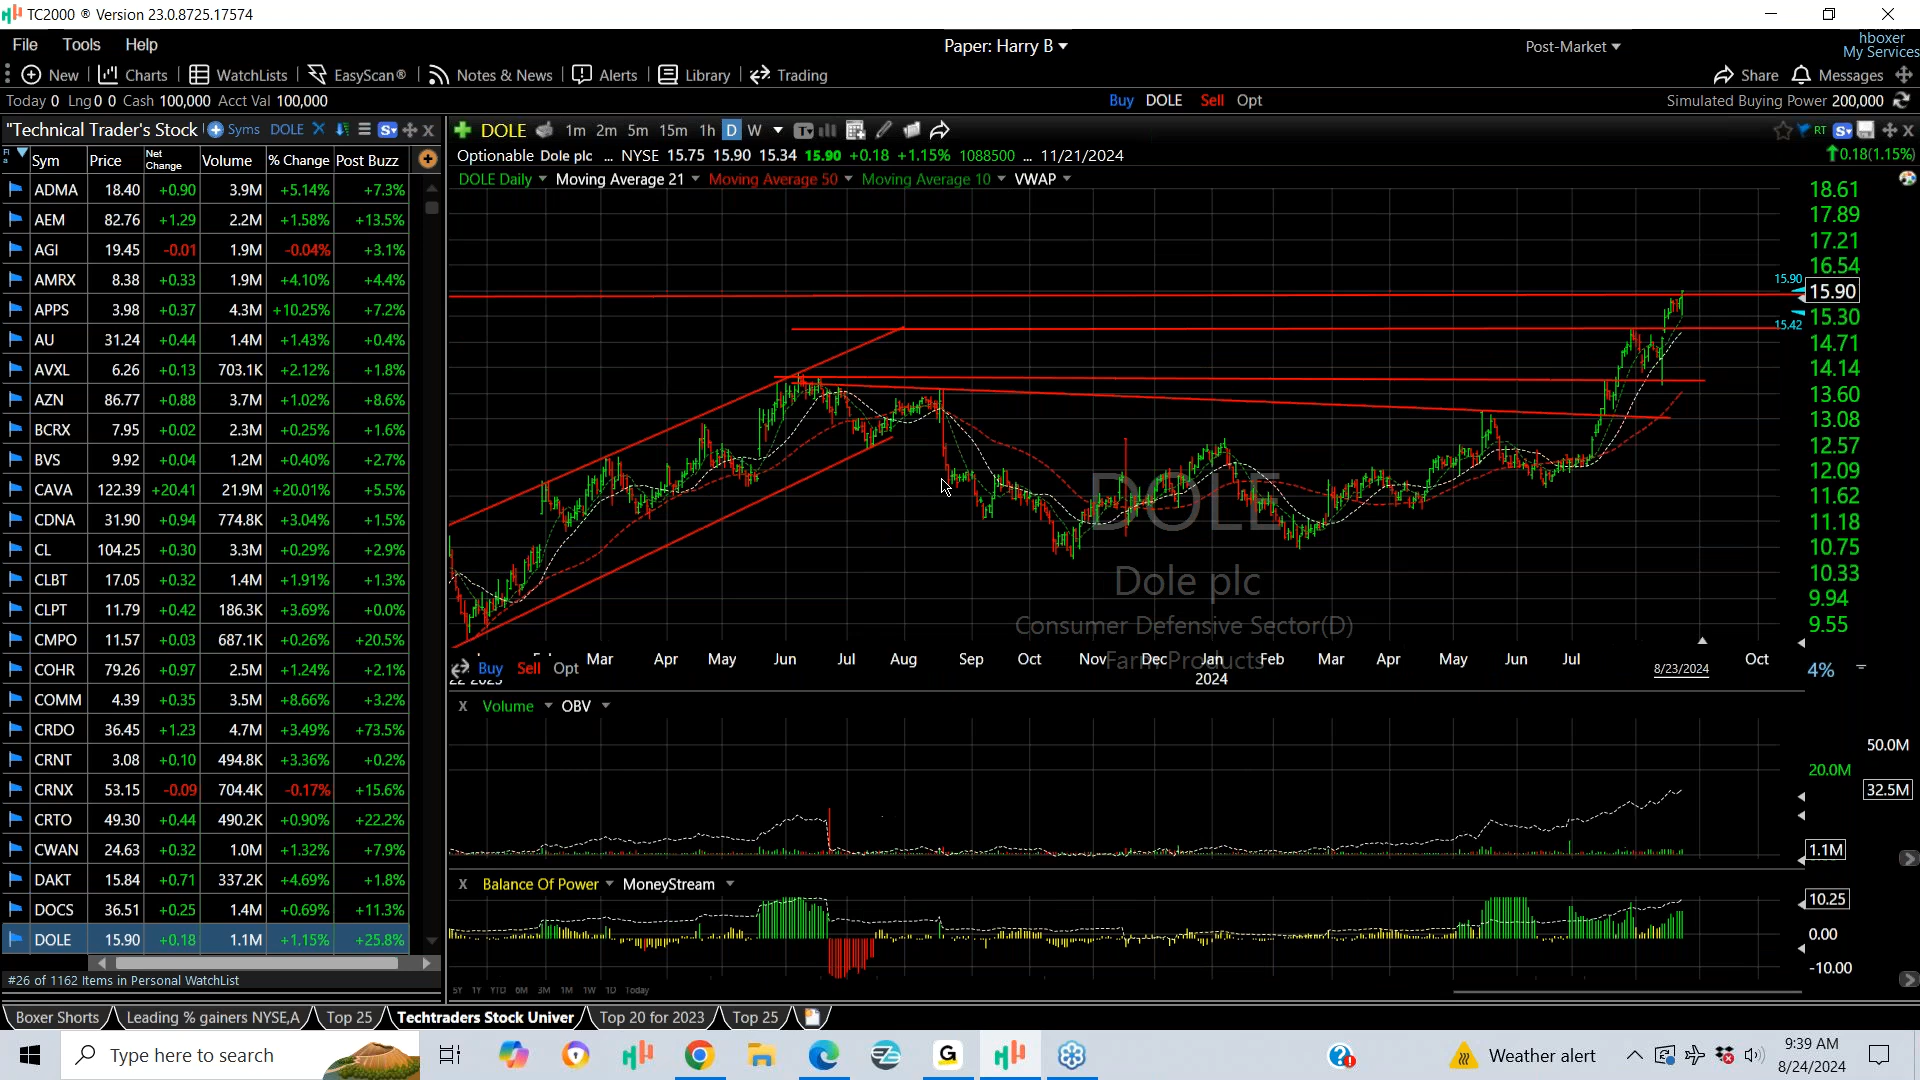 TC2000 ® Version 23.0.8725.17574
File Tools Help
Paper: Harry B
Post-Market
hboxer
My Services
New Charts WatchLists EasyScan® Notes & News Alerts Library Trading
Share Messages
Today 0 Lng 0 0 Cash 100,000 Acct Val 100,000
Buy DOLE Sell Opt
Simulated Buying Power 200,000
"Technical Trader's Stock Syms DOLE
DOLE 1m 2m 5m 15m 1h D W
RT
Optionable Dole plc ... NYSE 15.75 15.90 15.34 15.90 +0.18 +1.15% 1088500 ... 11/21/2024
0.18(1.15%)
DOLE Daily Moving Average 21 Moving Average 50 Moving Average 10 VWAP
Sym Price Net Change Volume % Change Post Buzz
ADMA 18.40 +0.90 3.9M +5.14% +7.3%
AEM 82.76 +1.29 2.2M +1.58% +13.5%
AGI 19.45 -0.01 1.9M -0.04% +3.1%
AMRX 8.38 +0.33 1.9M +4.10% +4.4%
APPS 3.98 +0.37 4.3M +10.25% +7.2%
AU 31.24 +0.44 1.4M +1.43% +0.4%
AVXL 6.26 +0.13 703.1K +2.12% +1.8%
AZN 86.77 +0.88 3.7M +1.02% +8.6%
BCRX 7.95 +0.02 2.3M +0.25% +1.6%
BVS 9.92 +0.04 1.2M +0.40% +2.7%
CAVA 122.39 +20.41 21.9M +20.01% +5.5%
CDNA 31.90 +0.94 774.8K +3.04% +1.5%
CL 104.25 +0.30 3.3M +0.29% +2.9%
CLBT 17.05 +0.32 1.4M +1.91% +1.3%
CLPT 11.79 +0.42 186.3K +3.69% +0.0%
CMPO 11.57 +0.03 687.1K +0.26% +20.5%
COHR 79.26 +0.97 2.5M +1.24% +2.1%
COMM 4.39 +0.35 3.5M +8.66% +3.2%
CRDO 36.45 +1.23 4.7M +3.49% +73.5%
CRNT 3.08 +0.10 494.8K +3.36% +0.2%
CRNX 53.15 -0.09 704.4K -0.17% +15.6%
CRTO 49.30 +0.44 490.2K +0.90% +22.2%
CWAN 24.63 +0.32 1.0M +1.32% +7.9%
DAKT 15.84 +0.71 337.2K +4.69% +1.8%
DOCS 36.51 +0.25 1.4M +0.69% +11.3%
DOLE 15.90 +0.18 1.1M +1.15% +25.8%
#26 of 1162 Items in Personal WatchList
18.61
17.89
17.21
16.54
15.90
15.90
15.30
15.42
14.71
14.14
13.60
13.08
12.57
12.09
11.62
11.18
10.75
10.33
9.94
9.55
DOLE
Dole plc
Consumer Defensive Sector(D)
Farm Products
Mar Apr May Jun Jul Aug Sep Oct Nov Dec Jan Feb Mar Apr May Jun Jul 8/23/2024 Oct
2024
Buy Sell Opt
4%
X Volume OBV
50.0M
20.0M
32.5M
1.1M
X Balance Of Power MoneyStream
10.25
0.00
-10.00
5Y 1Y YTD 6M 3M 1M 1W 1D Today
Boxer Shorts Leading % gainers NYSE,A Top 25 Techtraders Stock Univer Top 20 for 2023 Top 25
Type here to search
Weather alert
9:39 AM
8/24/2024